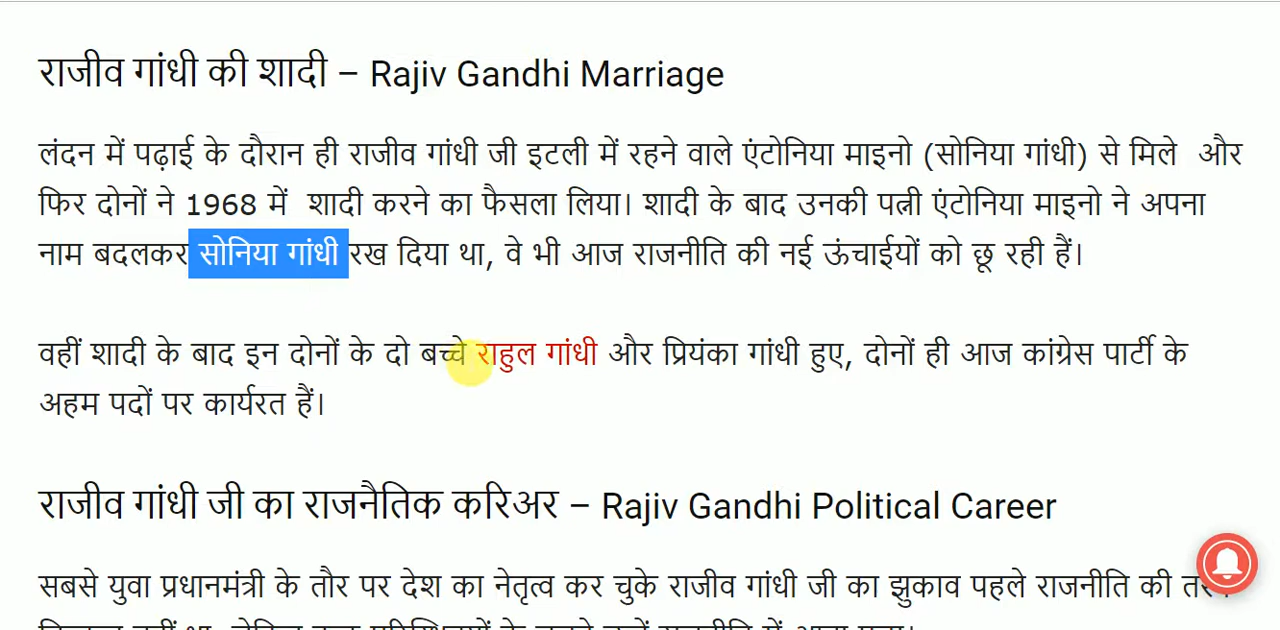 राजीव गांधी की शादी – Rajiv Gandhi Marriage
लंदन में पढ़ाई के दौरान ही राजीव गांधी जी इटली में रहने वाले एंटोनिया माइनो (सोनिया गांधी) से मिले और
फिर दोनों ने 1968 में शादी करने का फैसला लिया। शादी के बाद उनकी पत्नी एंटोनिया माइनो ने अपना
नाम बदलकर सोनिया गांधी रख दिया था, वे भी आज राजनीति की नई ऊंचाईयों को छू रही हैं।
वहीं शादी के बाद इन दोनों के दो बच्चे राहुल गांधी और प्रियंका गांधी हुए, दोनों ही आज कांग्रेस पार्टी के
अहम पदों पर कार्यरत हैं।
राजीव गांधी जी का राजनैतिक करिअर – Rajiv Gandhi Political Career
सबसे युवा प्रधानमंत्री के तौर पर देश का नेतृत्व कर चुके राजीव गांधी जी का झुकाव पहले राजनीति की